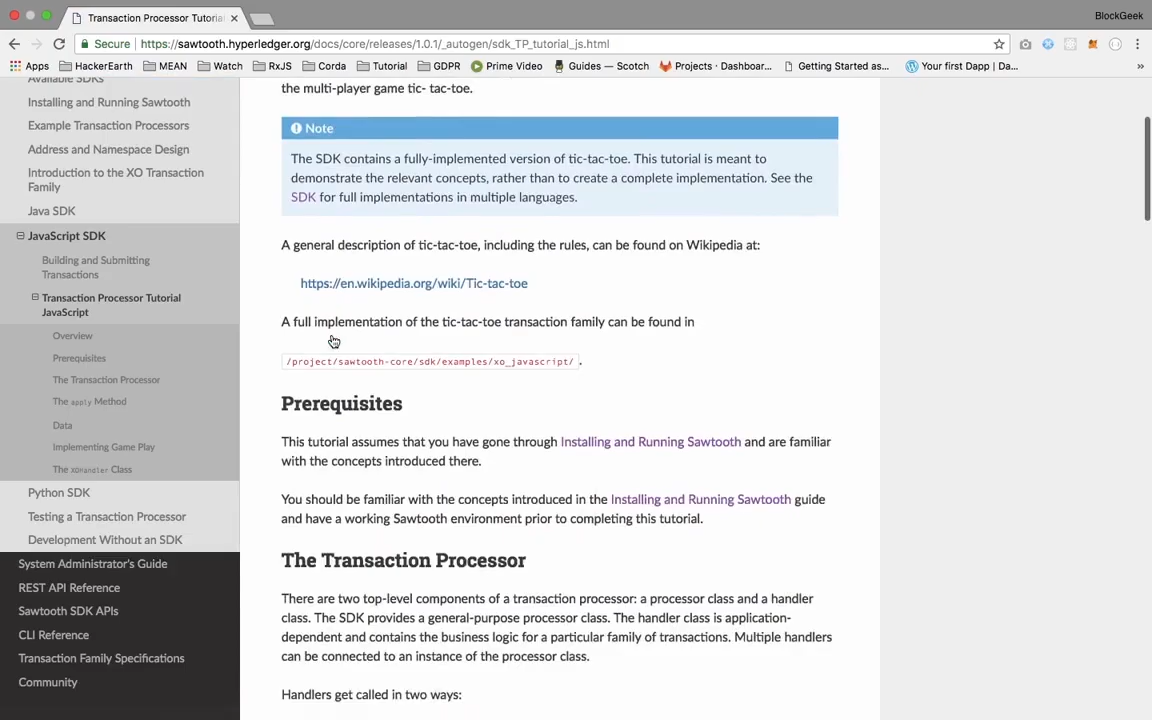 Transaction Processor Tutorial
BlockGeek
Secure
https://sawtooth.hyperledger.org/docs/core/releases/1.0.1/_autogen/sdk_TP_tutorial_js.html
Apps
HackerEarth
MEAN
Watch
RxJS
Corda
Tutorial
GDPR
Prime Video
Guides — Scotch
Projects · Dashboar...
Getting Started as...
Your first Dapp | Da...
»
Available SDKs
Installing and Running Sawtooth
Example Transaction Processors
Address and Namespace Design
Introduction to the XO Transaction
Family
Java SDK
JavaScript SDK
Building and Submitting
Transactions
Transaction Processor Tutorial
JavaScript
Overview
Prerequisites
The Transaction Processor
The apply Method
Data
Implementing Game Play
The XOHandler Class
Python SDK
Testing a Transaction Processor
Development Without an SDK
System Administrator's Guide
REST API Reference
Sawtooth SDK APIs
CLI Reference
Transaction Family Specifications
Community
the multi-player game tic- tac-toe.
Note
The SDK contains a fully-implemented version of tic-tac-toe. This tutorial is meant to
demonstrate the relevant concepts, rather than to create a complete implementation. See the
SDK for full implementations in multiple languages.
A general description of tic-tac-toe, including the rules, can be found on Wikipedia at:
https://en.wikipedia.org/wiki/Tic-tac-toe
A full implementation of the tic-tac-toe transaction family can be found in
/project/sawtooth-core/sdk/examples/xo_javascript/ .
Prerequisites
This tutorial assumes that you have gone through Installing and Running Sawtooth and are familiar
with the concepts introduced there.
You should be familiar with the concepts introduced in the Installing and Running Sawtooth guide
and have a working Sawtooth environment prior to completing this tutorial.
The Transaction Processor
There are two top-level components of a transaction processor: a processor class and a handler
class. The SDK provides a general-purpose processor class. The handler class is application-
dependent and contains the business logic for a particular family of transactions. Multiple handlers
can be connected to an instance of the processor class.
Handlers get called in two ways: